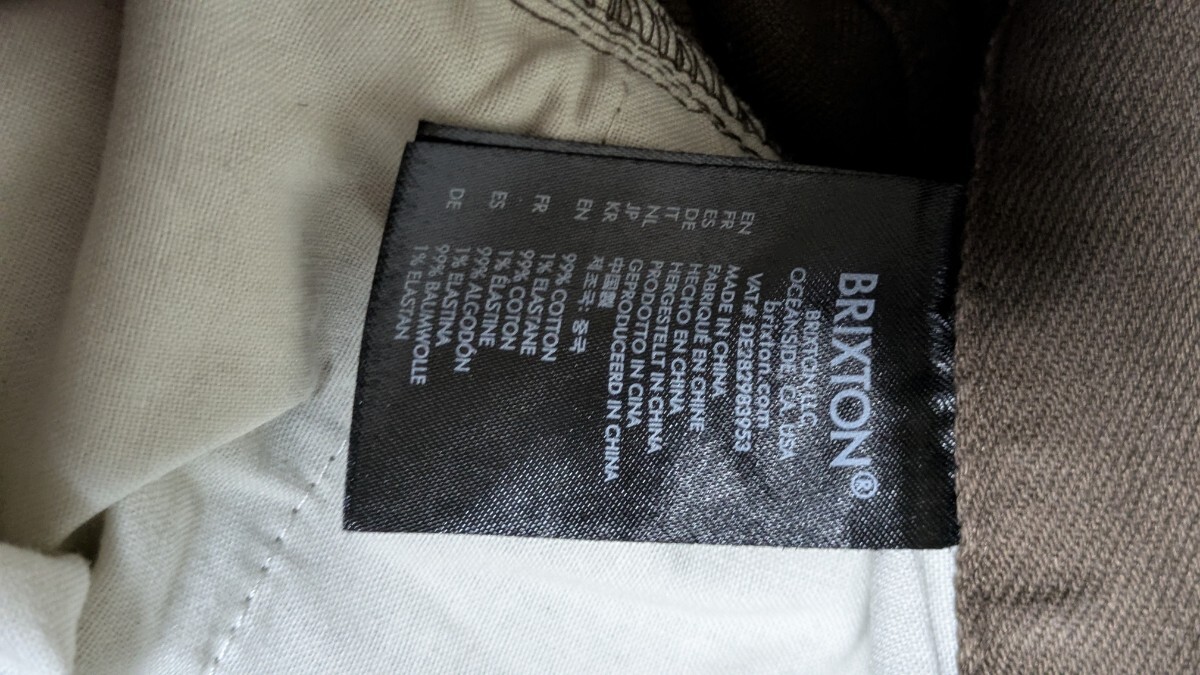 BRIXTON®
BRIXTON LLC
OCEANSIDE, CA, USA
brixton.com
VAT# DE282983953
EN MADE IN CHINA
FR FABRIQUÉ EN CHINE
ES HECHO EN CHINA
DE HERGESTELLT IN CHINA
IT PRODOTTO IN CINA
NL GEPRODUCEERD IN CHINA
JP 中国製
KR 제조국: 중국
EN 99% COTTON
1% ELASTANE
FR 99% COTON
1% ELASTINE
ES 99% ALGODÓN
1% ELASTINA
DE 99% BAUMWOLLE
1% ELASTAN